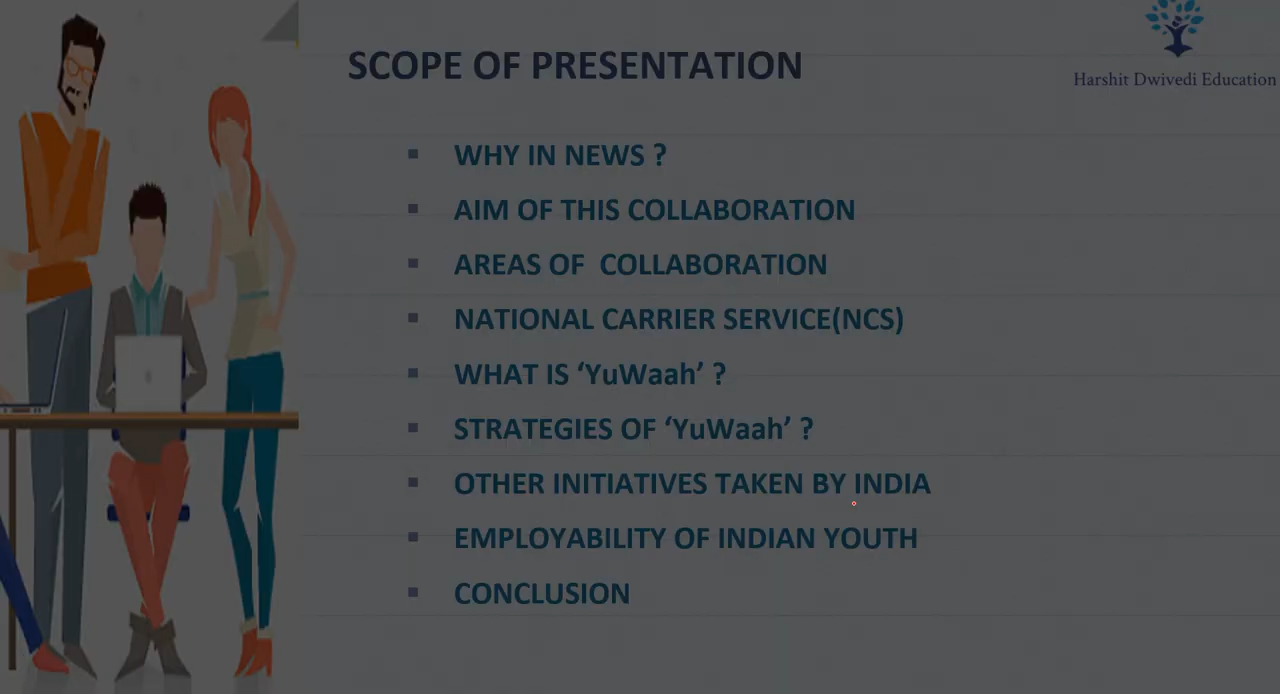 SCOPE OF PRESENTATION
Harshit Dwivedi Education
▪ WHY IN NEWS ?
▪ AIM OF THIS COLLABORATION
▪ AREAS OF COLLABORATION
▪ NATIONAL CARRIER SERVICE(NCS)
▪ WHAT IS ‘YuWaah’ ?
▪ STRATEGIES OF ‘YuWaah’ ?
▪ OTHER INITIATIVES TAKEN BY INDIA
▪ EMPLOYABILITY OF INDIAN YOUTH
▪ CONCLUSION